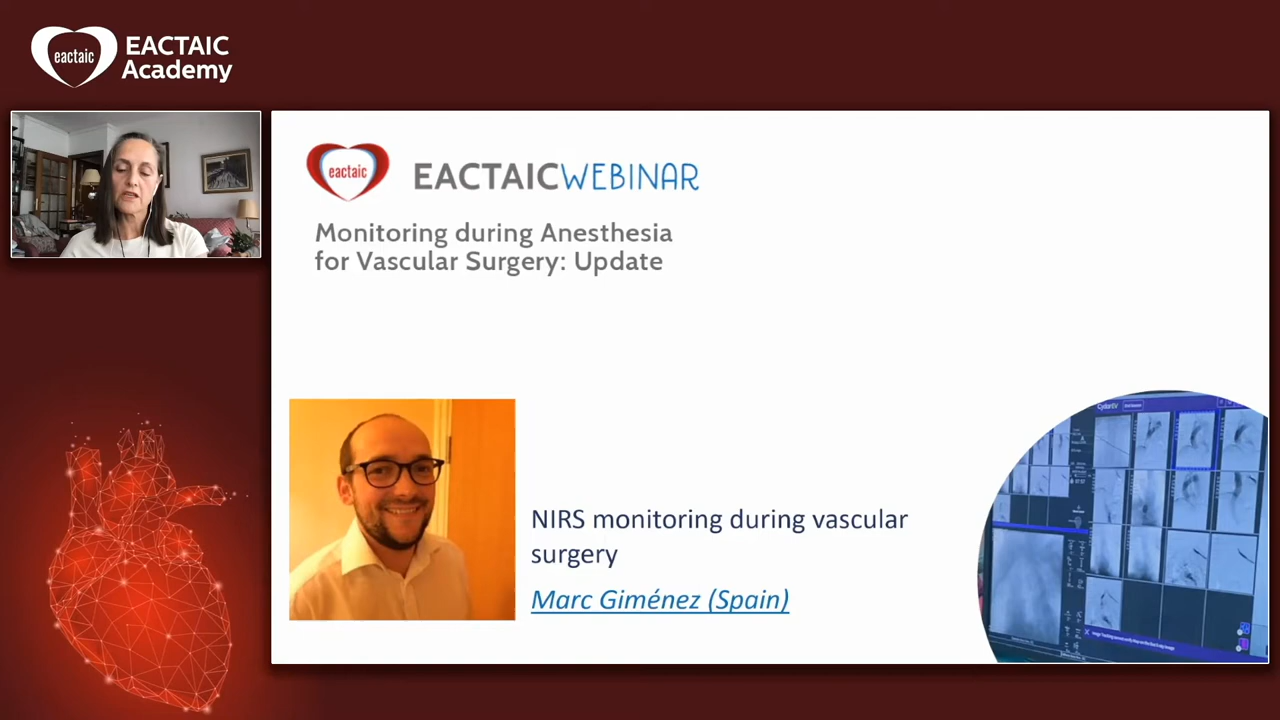 eactaic
EACTAIC
Academy
eactaic
EACTAICWEBINAR
Monitoring during Anesthesia
for Vascular Surgery: Update
NIRS monitoring during vascular
surgery
Marc Giménez (Spain)